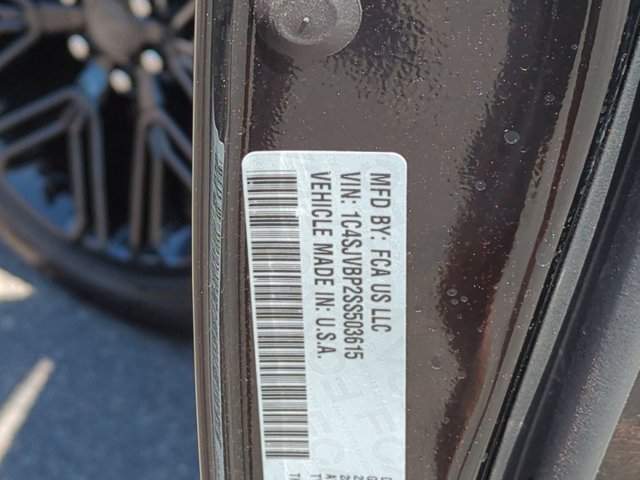 MFD BY: FCA US LLC
VIN: 1C4SJVBP2SS503615
VEHICLE MADE IN: U.S.A.